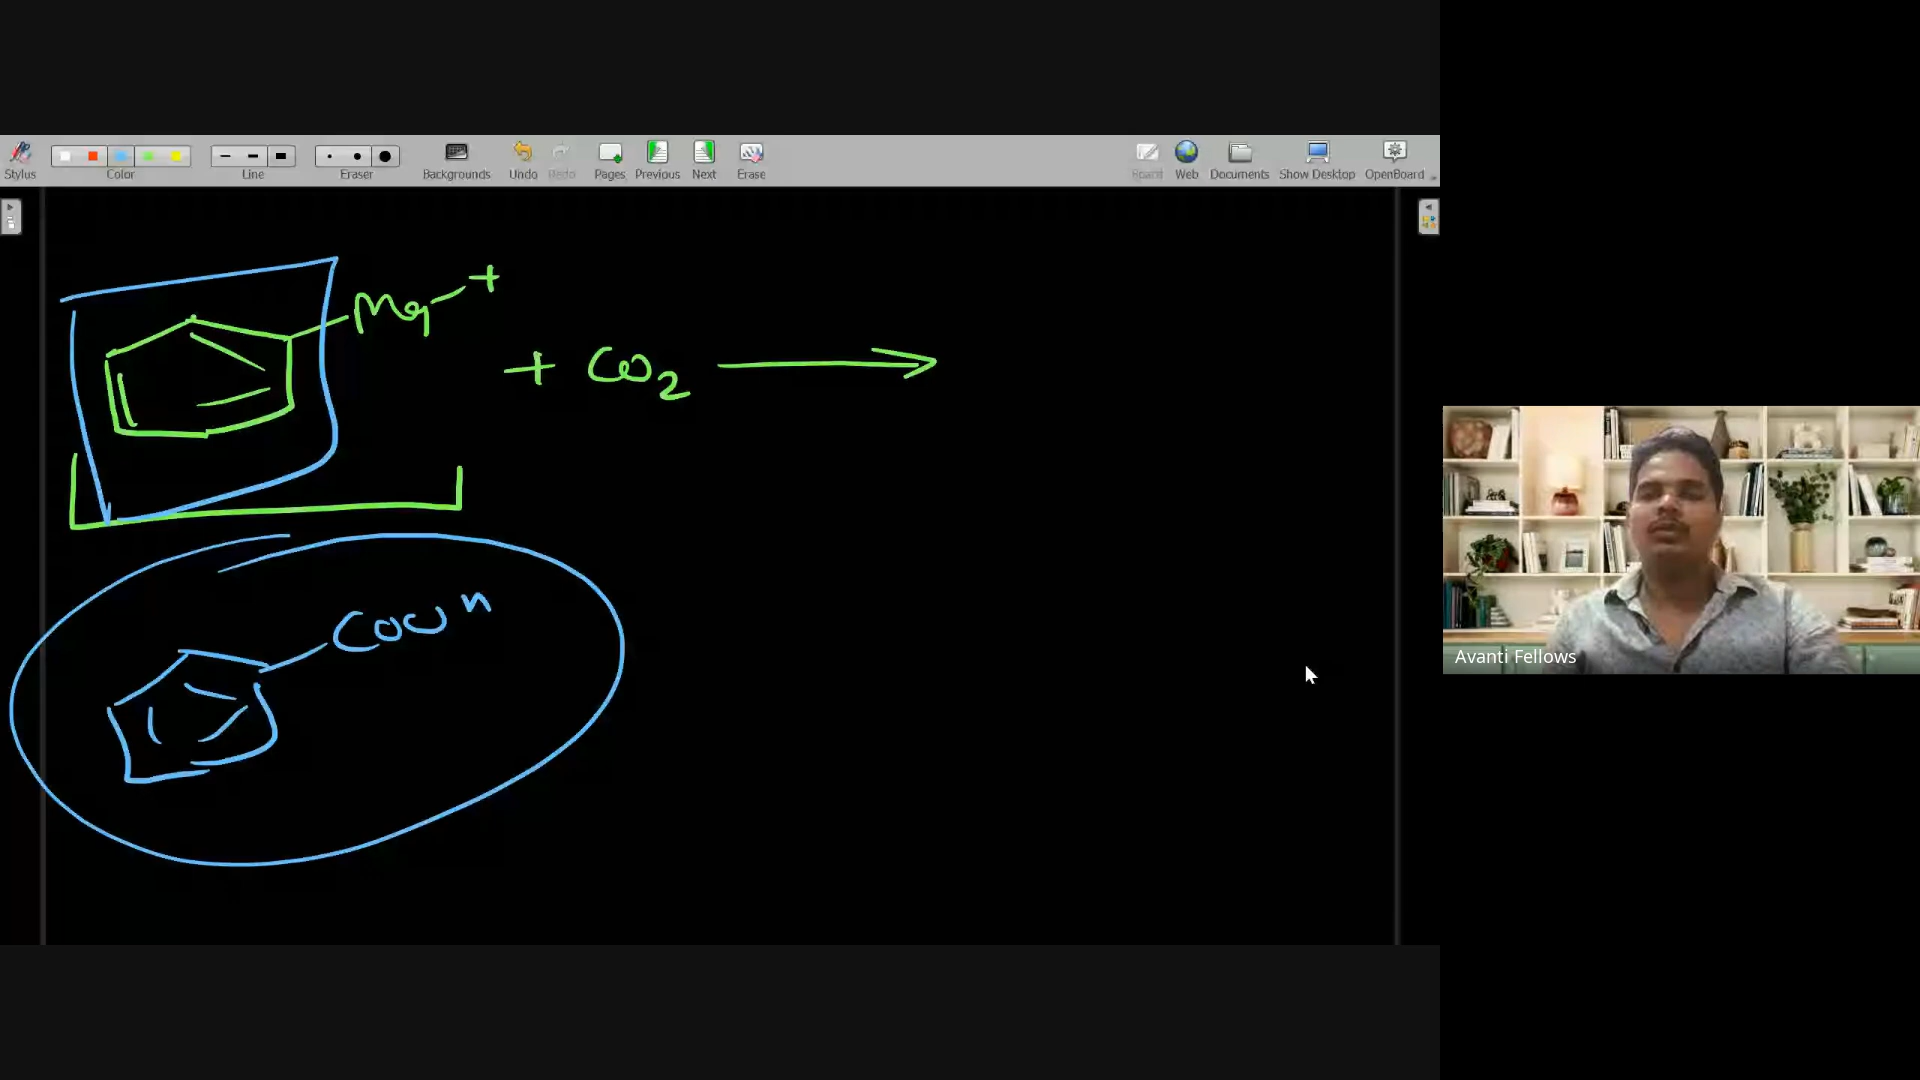 Stylus Color Line Eraser Backgrounds Undo Redo Pages Previous Next Erase Board Web Documents Show Desktop OpenBoard
Mg +
+ CO2
COOH
Avanti Fellows